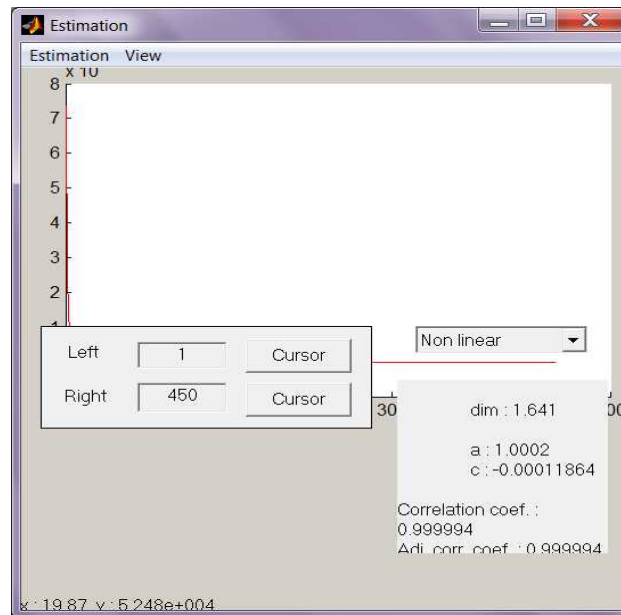 Estimation
Estimation View
x 10
8
7
6
5
4
3
2
1
Left 1 Cursor
Right 450 Cursor
Non linear
30
00
dim : 1.641
a : 1.0002
c : -0.00011864
Correlation coef. :
0.999994
Adj. corr. coef. : 0.999994
x : 19.87 y : 5.248e+004